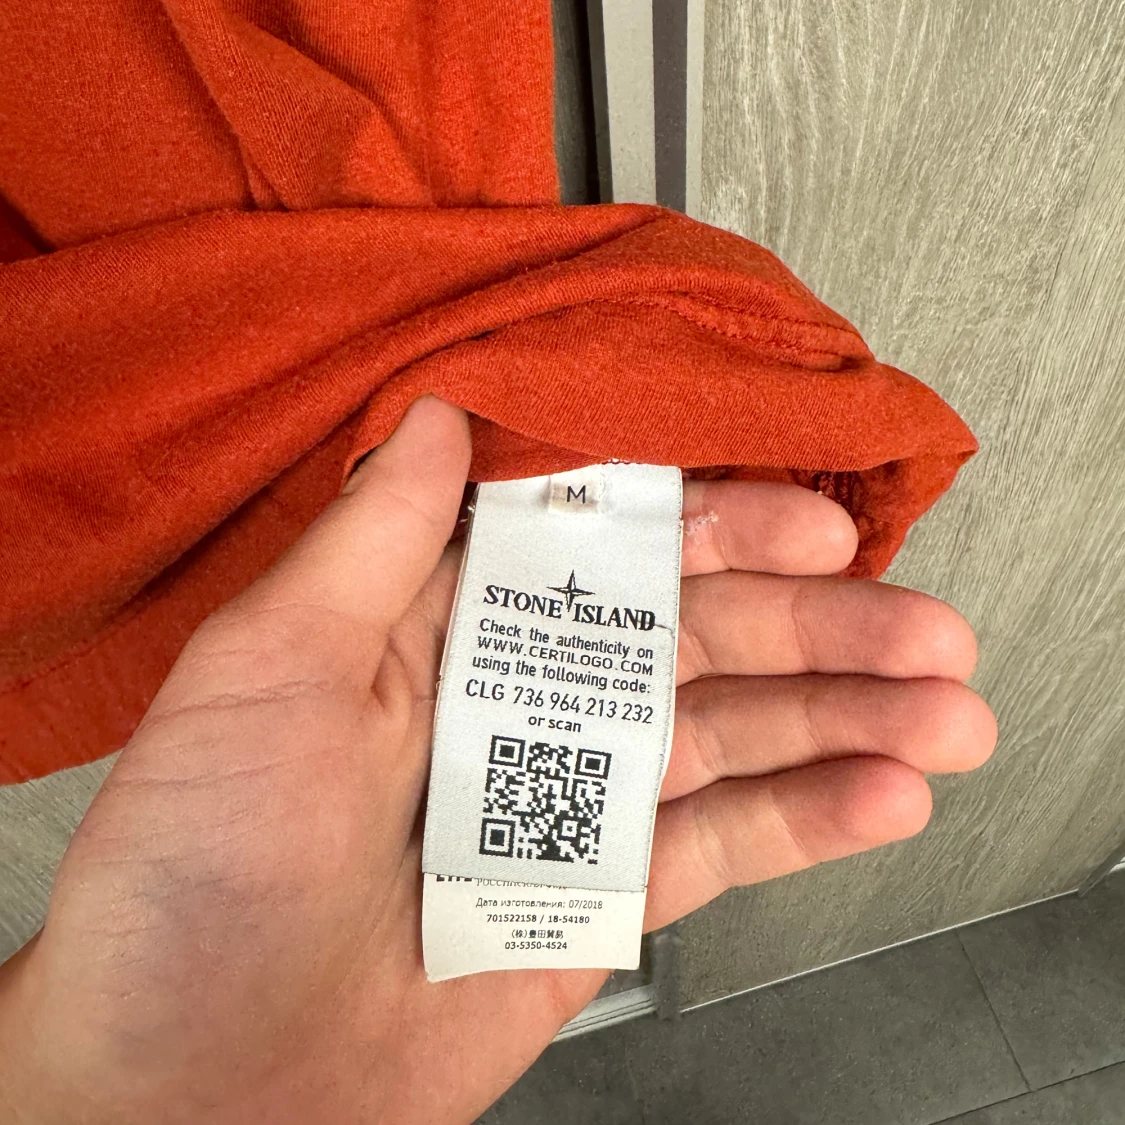 M
STONE ISLAND
Check the authenticity on
WWW.CERTILOGO.COM
using the following code:
CLG 736 964 213 232
or scan
Дата изготовления: 07/2018
701522158 / 18-54180
(株)豊田貿易
03-5350-4524